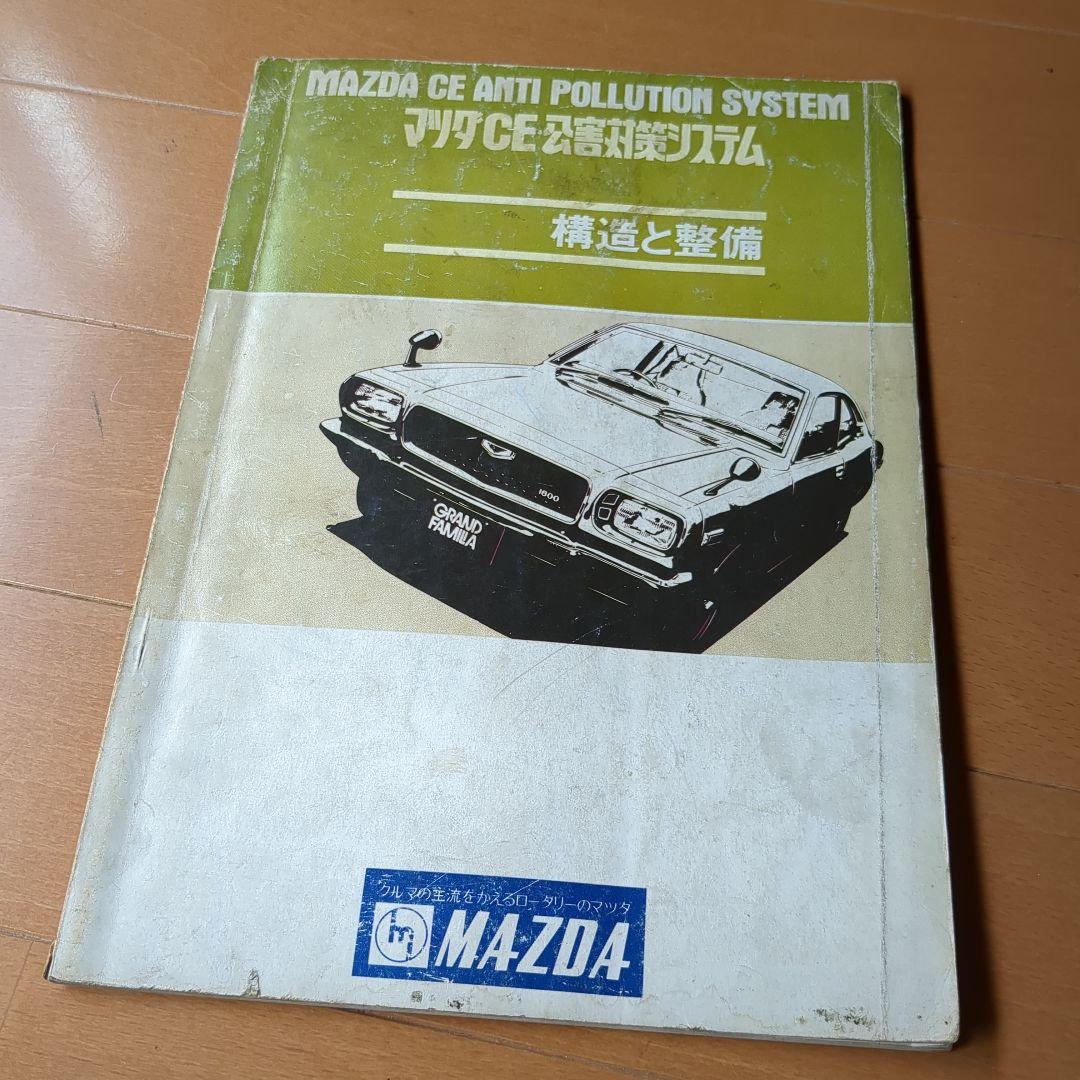 MAZDA CE ANTI POLLUTION SYSTEM
マツダCE・公害対策システム
構造と整備
1600
GRAND
FAMILIA
クルマの主流をかえるロータリーのマツダ
m
MAZDA